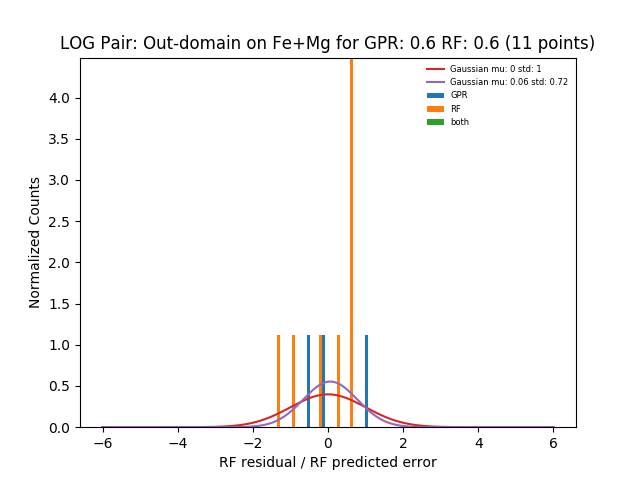 LOG Pair: Out-domain on Fe+Mg for GPR: 0.6 RF: 0.6 (11 points)
Gaussian mu: 0 std: 1
Gaussian mu: 0.06 std: 0.72
GPR
RF
both
4.0
3.5
3.0
2.5
2.0
1.5
1.0
0.5
0.0
Normalized Counts
−6 −4 −2 0 2 4 6
RF residual / RF predicted error